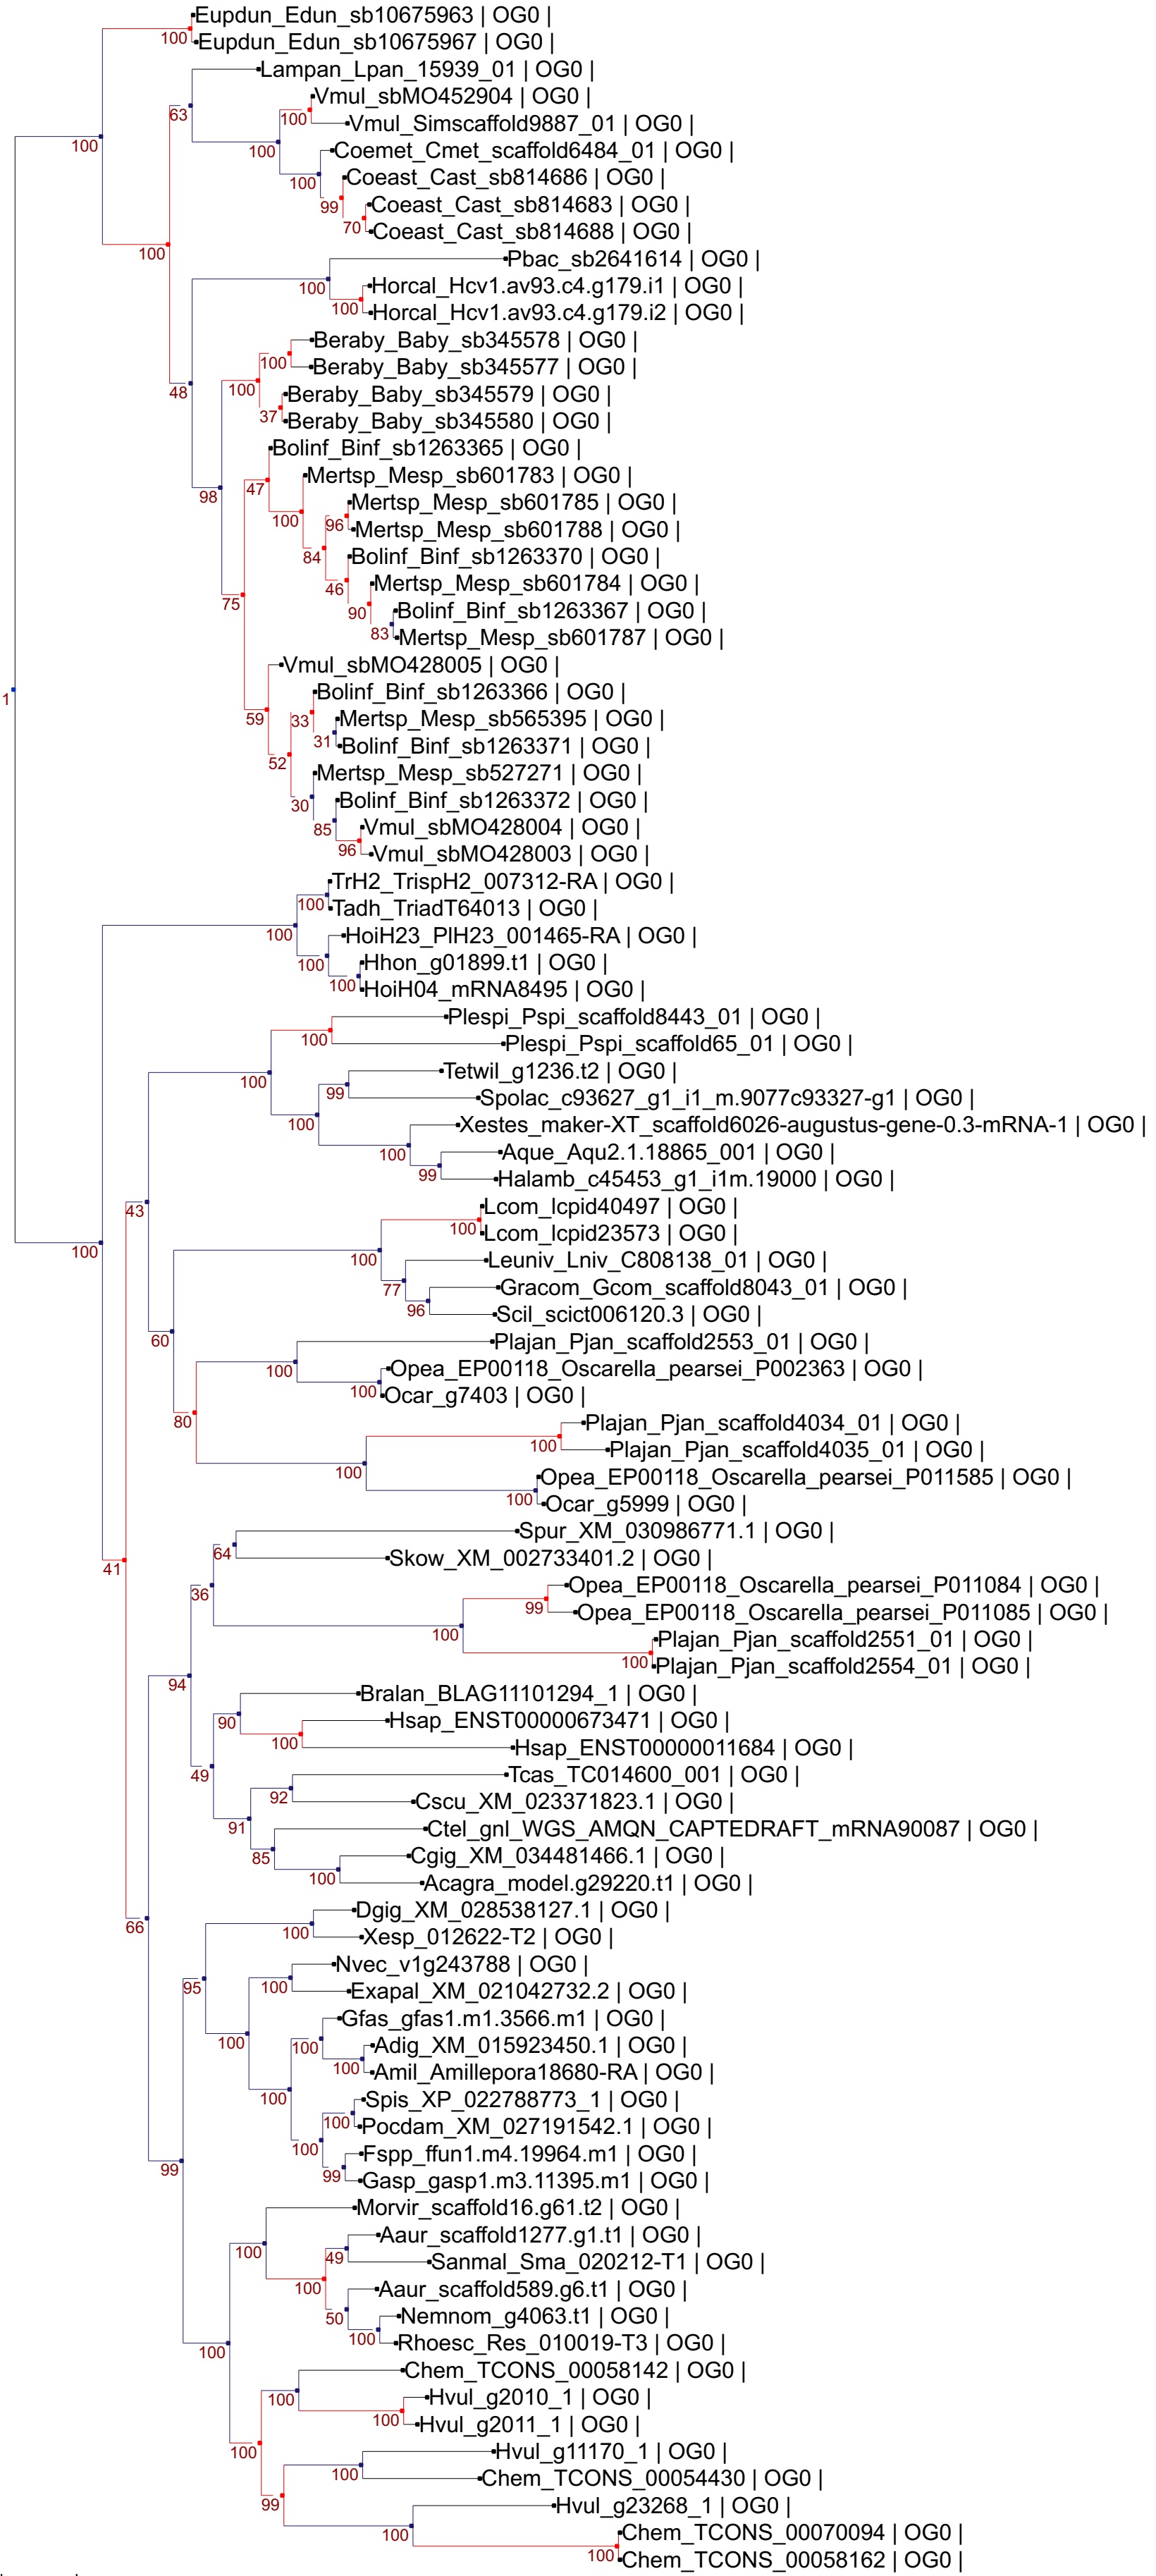 Eupdun_Edun_sb10675963 | OG0 |
100
Eupdun_Edun_sb10675967 | OG0 |
Lampan_Lpan_15939_01 | OG0 |
Vmul_sbMO452904 | OG0 |
63
100
Vmul_Simscaffold9887_01 | OG0 |
100
100
Coemet_Cmet_scaffold6484_01 | OG0 |
100
Coeast_Cast_sb814686 | OG0 |
99
Coeast_Cast_sb814683 | OG0 |
70
Coeast_Cast_sb814688 | OG0 |
100
Pbac_sb2641614 | OG0 |
100
Horcal_Hcv1.av93.c4.g179.i1 | OG0 |
100
Horcal_Hcv1.av93.c4.g179.i2 | OG0 |
Beraby_Baby_sb345578 | OG0 |
100
Beraby_Baby_sb345577 | OG0 |
48
100
Beraby_Baby_sb345579 | OG0 |
37
Beraby_Baby_sb345580 | OG0 |
Bolinf_Binf_sb1263365 | OG0 |
Mertsp_Mesp_sb601783 | OG0 |
47
98
Mertsp_Mesp_sb601785 | OG0 |
100
96
Mertsp_Mesp_sb601788 | OG0 |
84
Bolinf_Binf_sb1263370 | OG0 |
46
Mertsp_Mesp_sb601784 | OG0 |
75
90
Bolinf_Binf_sb1263367 | OG0 |
83
Mertsp_Mesp_sb601787 | OG0 |
Vmul_sbMO428005 | OG0 |
1
Bolinf_Binf_sb1263366 | OG0 |
59
33
Mertsp_Mesp_sb565395 | OG0 |
31
Bolinf_Binf_sb1263371 | OG0 |
52
Mertsp_Mesp_sb527271 | OG0 |
30
Bolinf_Binf_sb1263372 | OG0 |
85
Vmul_sbMO428004 | OG0 |
96
Vmul_sbMO428003 | OG0 |
TrH2_TrispH2_007312-RA | OG0 |
100
Tadh_TriadT64013 | OG0 |
100
HoiH23_PlH23_001465-RA | OG0 |
100
Hhon_g01899.t1 | OG0 |
100
HoiH04_mRNA8495 | OG0 |
Plespi_Pspi_scaffold8443_01 | OG0 |
100
Plespi_Pspi_scaffold65_01 | OG0 |
100
Tetwil_g1236.t2 | OG0 |
99
Spolac_c93627_g1_i1_m.9077c93327-g1 | OG0 |
100
Xestes_maker-XT_scaffold6026-augustus-gene-0.3-mRNA-1 | OG0 |
100
Aque_Aqu2.1.18865_001 | OG0 |
99
Halamb_c45453_g1_i1m.19000 | OG0 |
43
Lcom_lcpid40497 | OG0 |
100
Lcom_lcpid23573 | OG0 |
100
100
Leuniv_Lniv_C808138_01 | OG0 |
77
Gracom_Gcom_scaffold8043_01 | OG0 |
96
Scil_scict006120.3 | OG0 |
60
Plajan_Pjan_scaffold2553_01 | OG0 |
100
Opea_EP00118_Oscarella_pearsei_P002363 | OG0 |
100
Ocar_g7403 | OG0 |
80
Plajan_Pjan_scaffold4034_01 | OG0 |
100
Plajan_Pjan_scaffold4035_01 | OG0 |
100
Opea_EP00118_Oscarella_pearsei_P011585 | OG0 |
100
Ocar_g5999 | OG0 |
Spur_XM_030986771.1 | OG0 |
64
41
Skow_XM_002733401.2 | OG0 |
36
Opea_EP00118_Oscarella_pearsei_P011084 | OG0 |
99
Opea_EP00118_Oscarella_pearsei_P011085 | OG0 |
100
Plajan_Pjan_scaffold2551_01 | OG0 |
100
Plajan_Pjan_scaffold2554_01 | OG0 |
94
Bralan_BLAG11101294_1 | OG0 |
90
Hsap_ENST00000673471 | OG0 |
100
Hsap_ENST00000011684 | OG0 |
49
Tcas_TC014600_001 | OG0 |
92
Cscu_XM_023371823.1 | OG0 |
91
Ctel_gnl_WGS_AMQN_CAPTEDRAFT_mRNA90087 | OG0 |
85
Cgig_XM_034481466.1 | OG0 |
100
Acagra_model.g29220.t1 | OG0 |
Dgig_XM_028538127.1 | OG0 |
66
100
Xesp_012622-T2 | OG0 |
Nvec_v1g243788 | OG0 |
95
100
Exapal_XM_021042732.2 | OG0 |
Gfas_gfas1.m1.3566.m1 | OG0 |
100
100
Adig_XM_015923450.1 | OG0 |
100
Amil_Amillepora18680-RA | OG0 |
100
Spis_XP_022788773_1 | OG0 |
100
Pocdam_XM_027191542.1 | OG0 |
100
Fspp_ffun1.m4.19964.m1 | OG0 |
99
99
Gasp_gasp1.m3.11395.m1 | OG0 |
Morvir_scaffold16.g61.t2 | OG0 |
Aaur_scaffold1277.g1.t1 | OG0 |
100
49
Sanmal_Sma_020212-T1 | OG0 |
100
Aaur_scaffold589.g6.t1 | OG0 |
50
Nemnom_g4063.t1 | OG0 |
100
Rhoesc_Res_010019-T3 | OG0 |
100
Chem_TCONS_00058142 | OG0 |
100
Hvul_g2010_1 | OG0 |
100
Hvul_g2011_1 | OG0 |
100
Hvul_g11170_1 | OG0 |
100
Chem_TCONS_00054430 | OG0 |
99
Hvul_g23268_1 | OG0 |
100
Chem_TCONS_00070094 | OG0 |
100
Chem_TCONS_00058162 | OG0 |